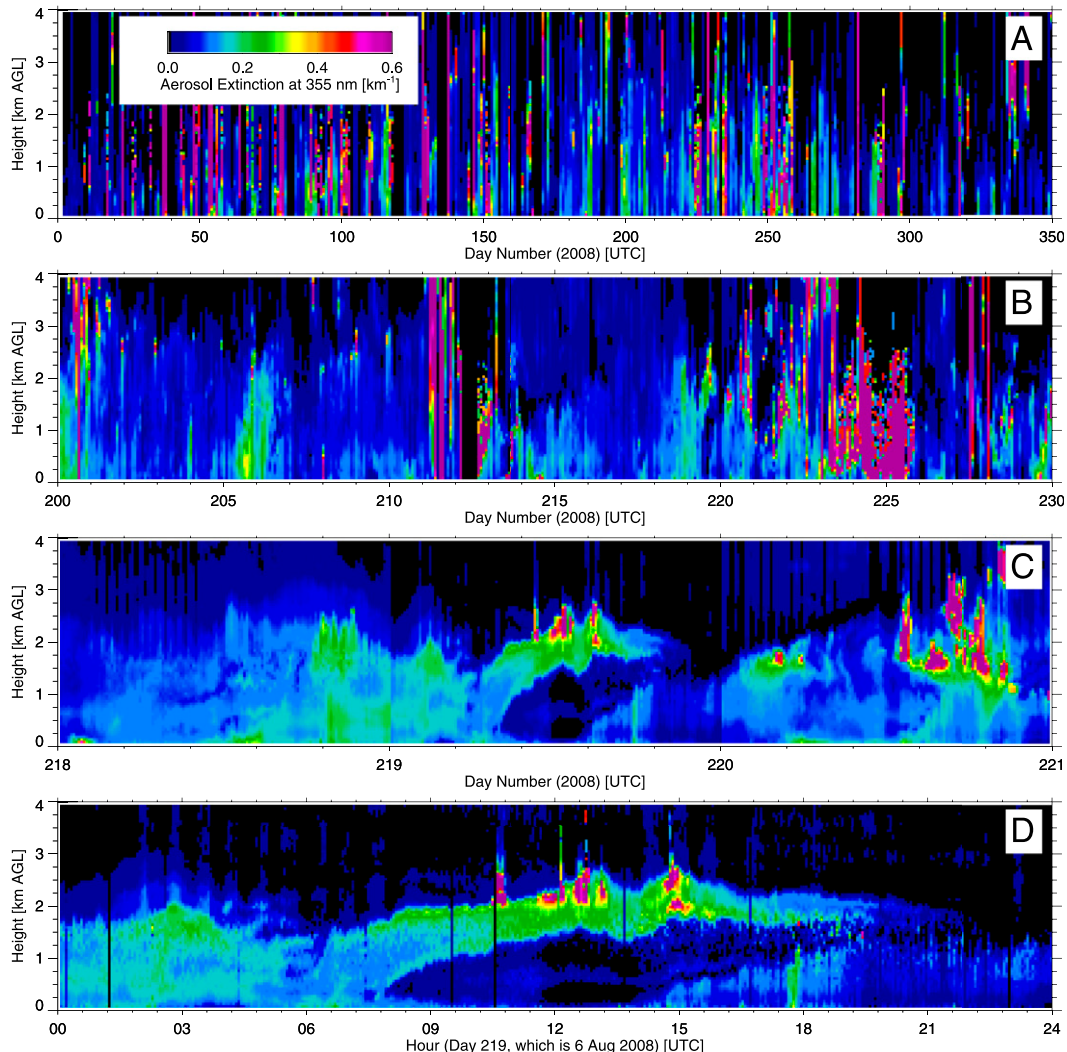 4
A
3
0.0 0.2 0.4 0.6
Aerosol Extinction at 355 nm [km-1]
2
1
0
Height [km AGL]
0 50 100 150 200 250 300 350
Day Number (2008) [UTC]
4
B
3
2
1
0
Height [km AGL]
200 205 210 215 220 225 230
Day Number (2008) [UTC]
4
C
3
2
1
0
Height [km AGL]
218 219 220 221
Day Number (2008) [UTC]
4
D
3
2
1
0
Height [km AGL]
00 03 06 09 12 15 18 21 24
Hour (Day 219, which is 6 Aug 2008) [UTC]